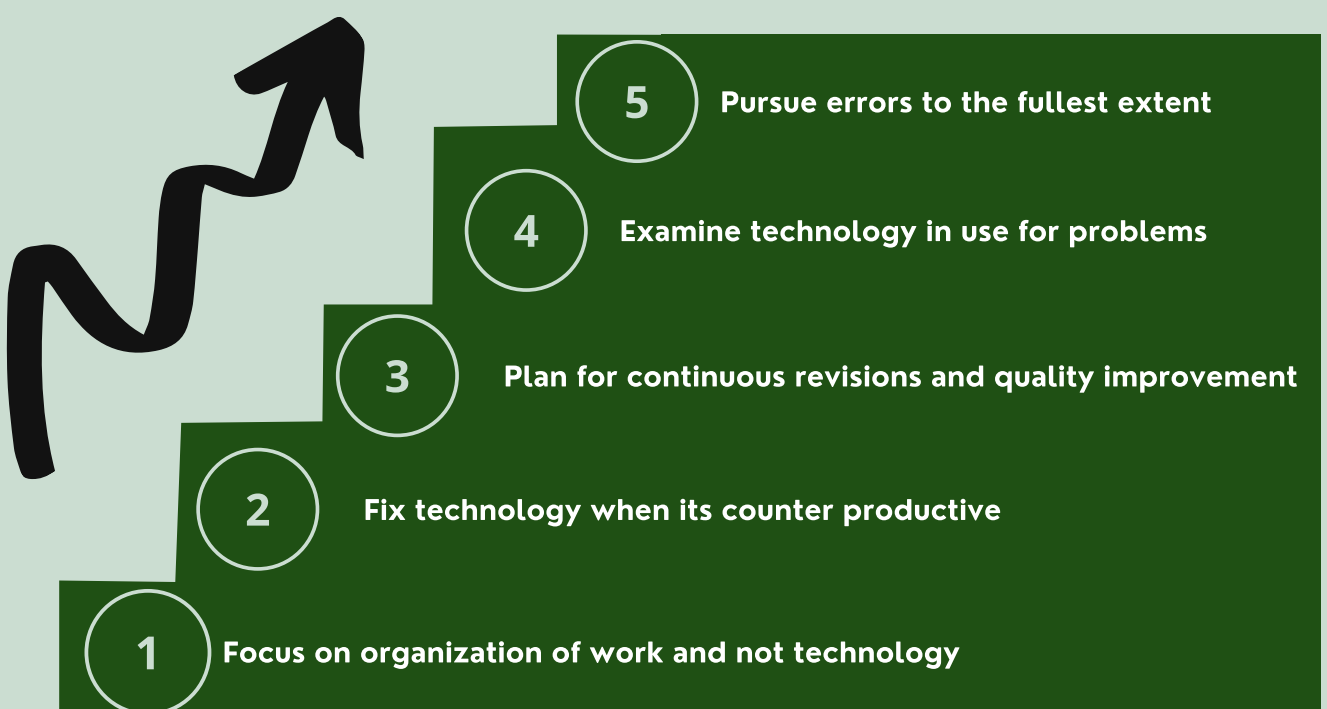 5 Pursue errors to the fullest extent
4 Examine technology in use for problems
3 Plan for continuous revisions and quality improvement
2 Fix technology when its counter productive
1 Focus on organization of work and not technology